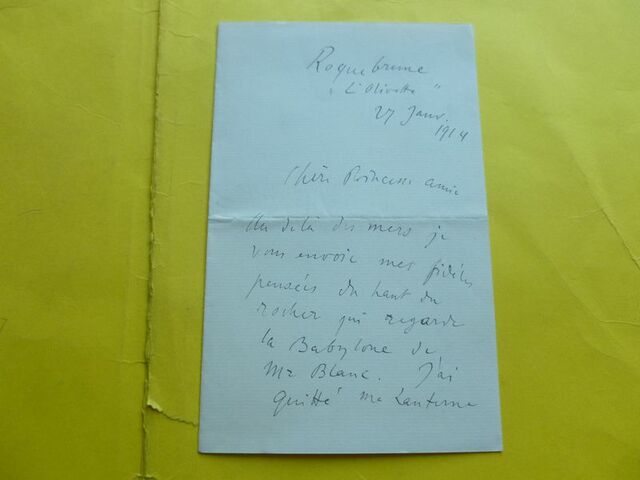 Roquebrune
"L'Olivette"
27 Janv.
1914
Chère Princesse amie
Au delà des mers je
vous envoie mes fidèles
pensées du haut du
rocher qui regarde
la Babylone de
Mr Blanc. J'ai
quitté ma Lanterne